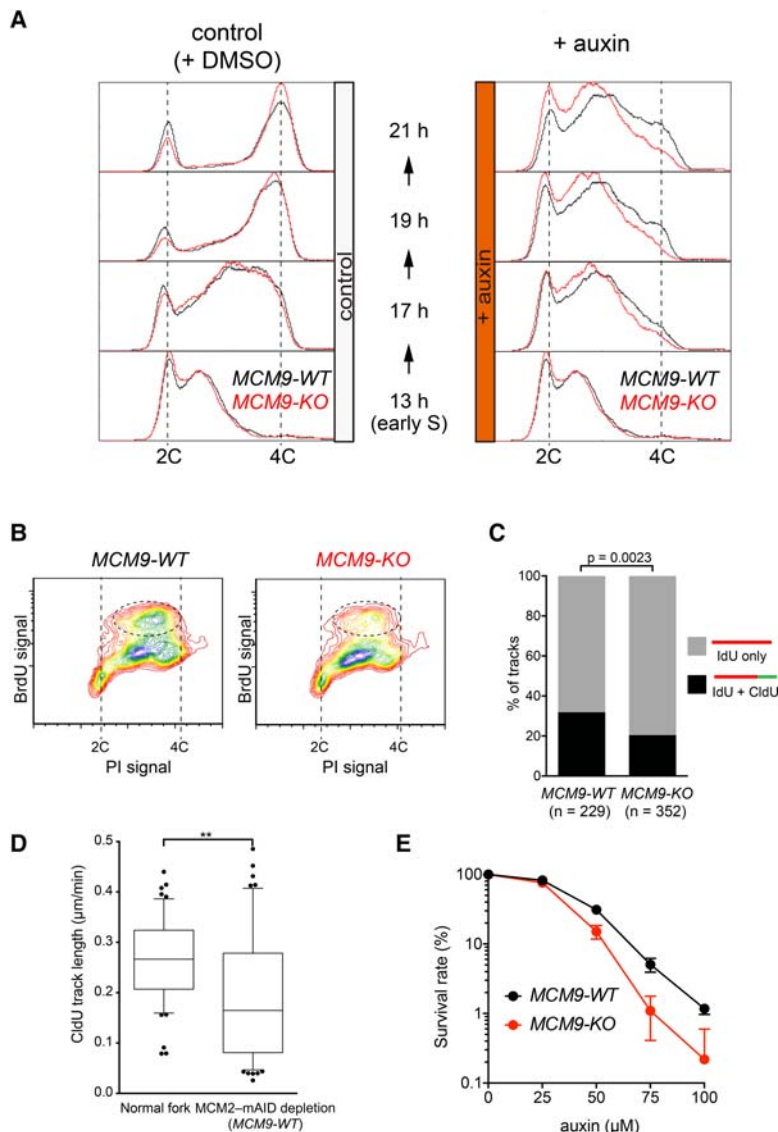 A
control
(+ DMSO)
+ auxin
control
21 h
19 h
17 h
13 h
(early S)
+ auxin
MCM9-WT
MCM9-KO
MCM9-WT
MCM9-KO
2C
4C
2C
4C
B
MCM9-WT
MCM9-KO
BrdU signal
BrdU signal
2C
4C
2C
4C
PI signal
PI signal
C
p = 0.0023
% of tracks
100
80
60
40
20
0
IdU only
IdU + CldU
MCM9-WT
(n = 229)
MCM9-KO
(n = 352)
D
**
CldU track length (μm/min)
0.5
0.4
0.3
0.2
0.1
0.0
Normal fork
MCM2–mAID depletion
(MCM9-WT)
E
Survival rate (%)
100
10
1
0.1
MCM9-WT
MCM9-KO
0
25
50
75
100
auxin (μM)